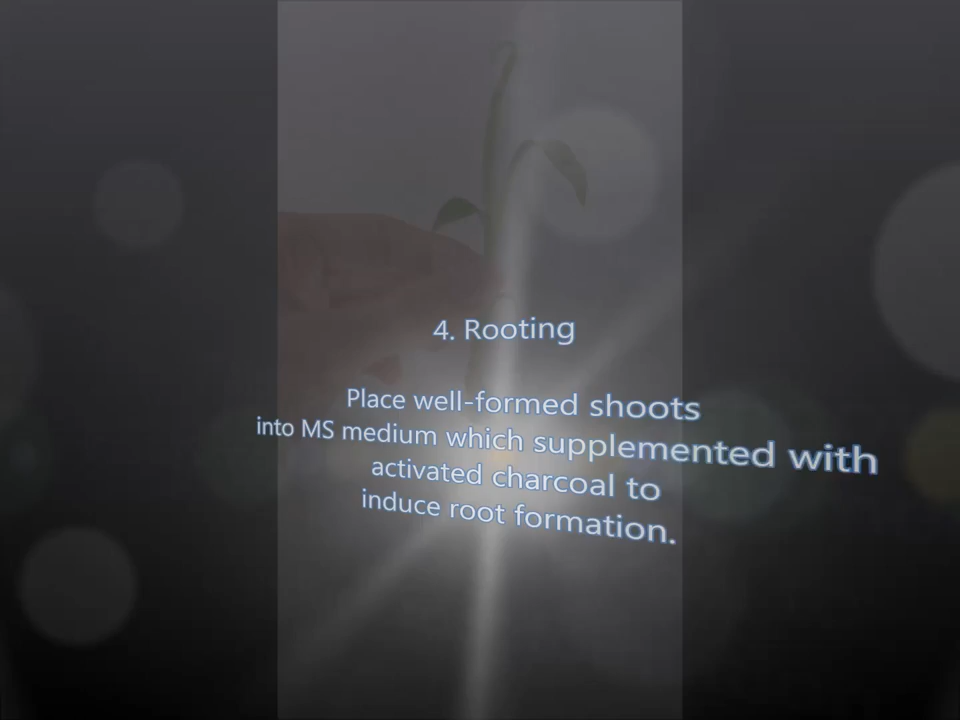 4. Rooting
Place well-formed shoots
into MS medium which supplemented with
activated charcoal to
induce root formation.